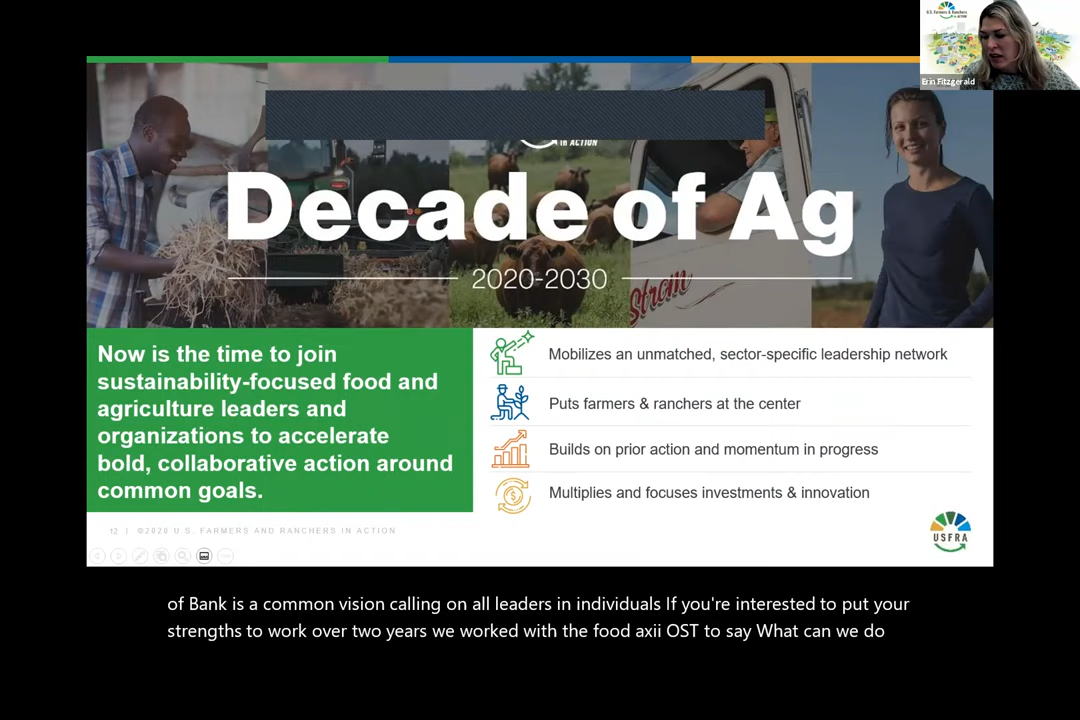 U.S. Farmers & Ranchers
in ACTION
Erin Fitzgerald
in ACTION
Decade of Ag
2020-2030
Strom
Now is the time to join
sustainability-focused food and
agriculture leaders and
organizations to accelerate
bold, collaborative action around
common goals.
Mobilizes an unmatched, sector-specific leadership network
Puts farmers & ranchers at the center
Builds on prior action and momentum in progress
Multiplies and focuses investments & innovation
12 | ©2020 U.S. FARMERS AND RANCHERS IN ACTION
USFRA
of Bank is a common vision calling on all leaders in individuals If you're interested to put your
strengths to work over two years we worked with the food axii OST to say What can we do